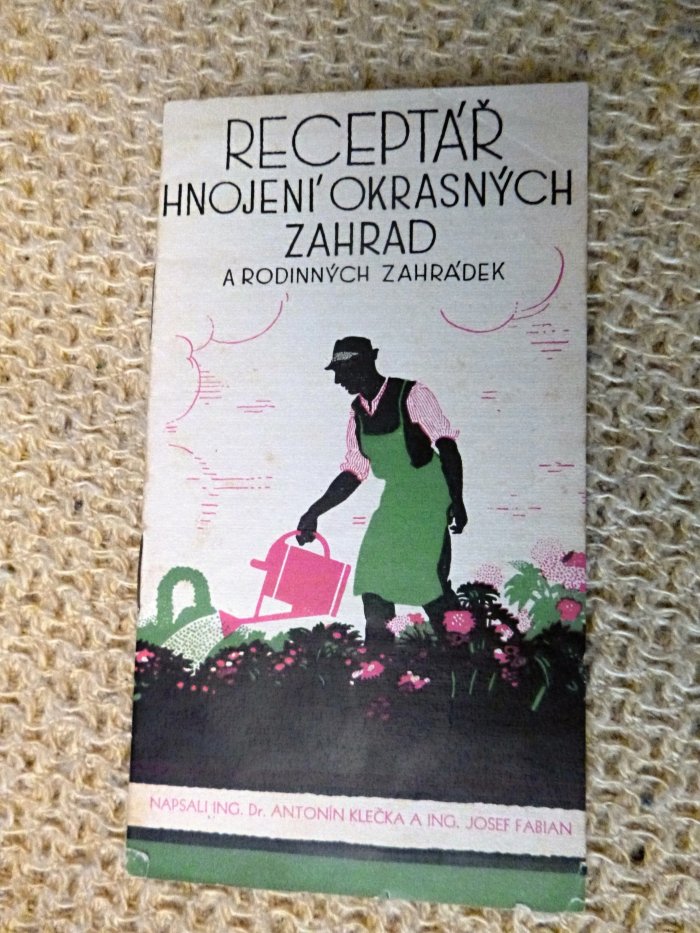 RECEPTÁŘ
HNOJENÍ OKRASNÝCH
ZAHRAD
A RODINNÝCH ZAHRÁDEK
NAPSALI ING. Dr. ANTONÍN KLEČKA A ING. JOSEF FABIAN